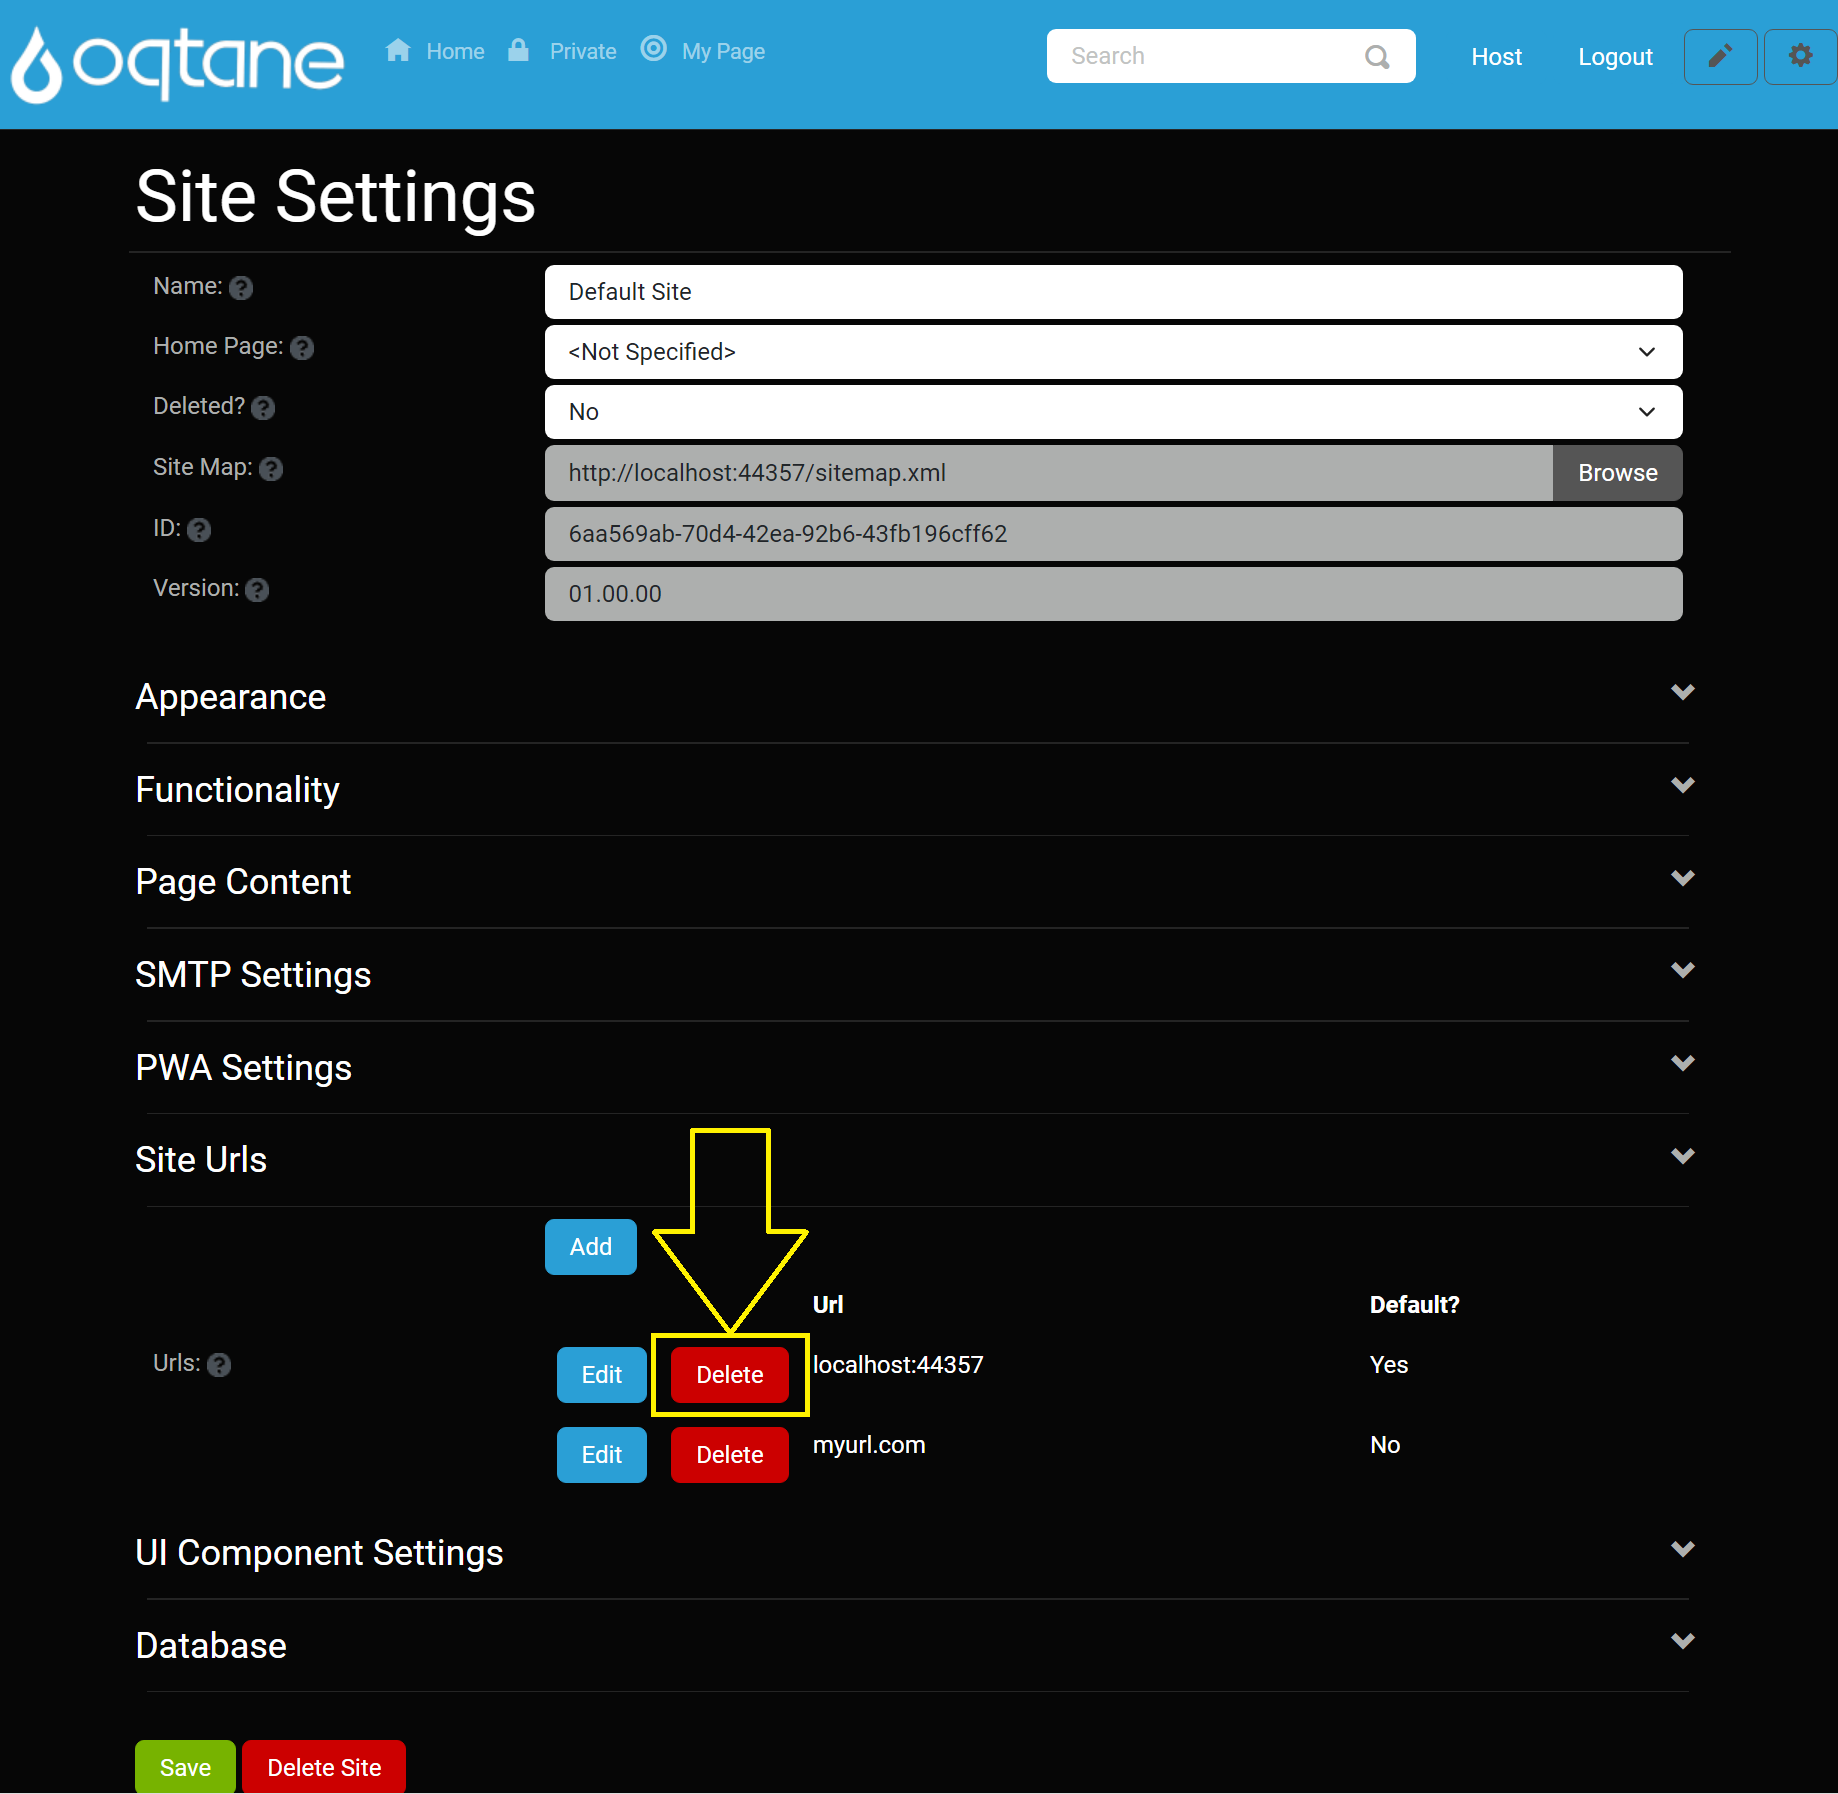 oqtane
Home Private My Page Search Host Logout
Site Settings
Name: ? Default Site
Home Page: ? <Not Specified>
Deleted? ? No
Site Map: ? http://localhost:44357/sitemap.xml Browse
ID: ? 6aa569ab-70d4-42ea-92b6-43fb196cff62
Version: ? 01.00.00
Appearance
Functionality
Page Content
SMTP Settings
PWA Settings
Site Urls
Add
Url Default?
Urls: ? Edit Delete localhost:44357 Yes
Edit Delete myurl.com No
UI Component Settings
Database
Save Delete Site